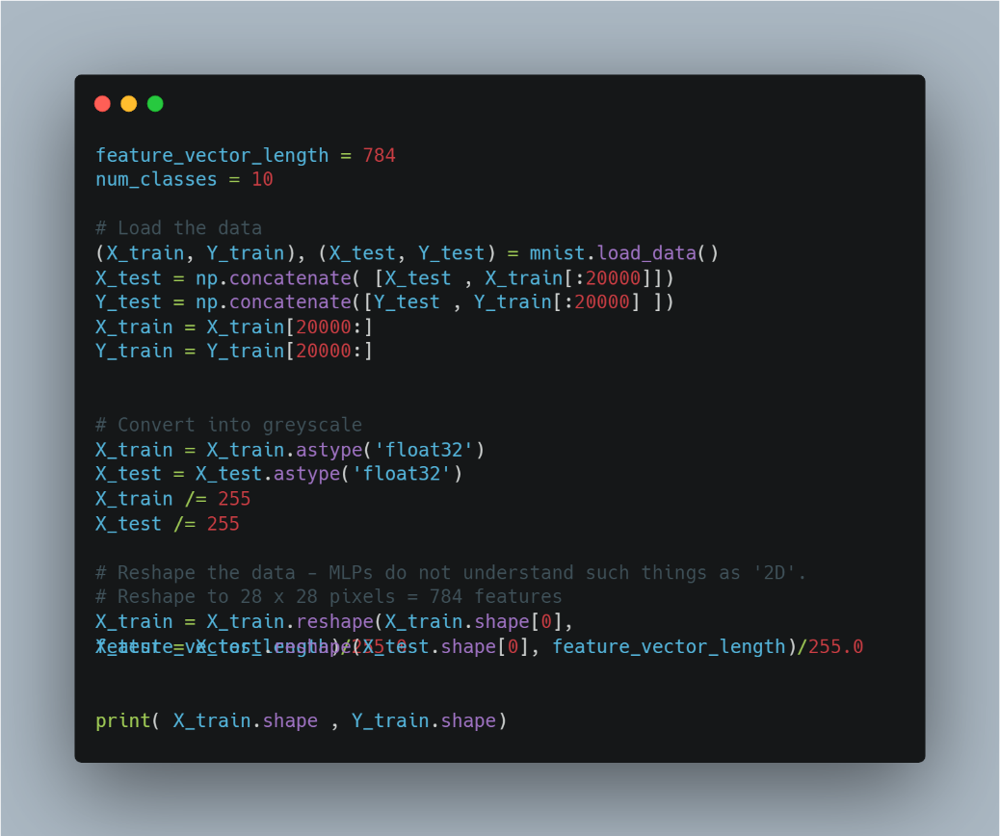 feature_vector_length = 784
num_classes = 10
# Load the data
(X_train, Y_train), (X_test, Y_test) = mnist.load_data()
X_test = np.concatenate( [X_test , X_train[:20000]])
Y_test = np.concatenate([Y_test , Y_train[:20000] ])
X_train = X_train[20000:]
Y_train = Y_train[20000:]
# Convert into greyscale
X_train = X_train.astype('float32')
X_test = X_test.astype('float32')
X_train /= 255
X_test /= 255
# Reshape the data - MLPs do not understand such things as '2D'.
# Reshape to 28 x 28 pixels = 784 features
X_train = X_train.reshape(X_train.shape[0],
feature_vector_length)/255.0
X_test = X_test.reshape(X_test.shape[0], feature_vector_length)/255.0
print( X_train.shape , Y_train.shape)